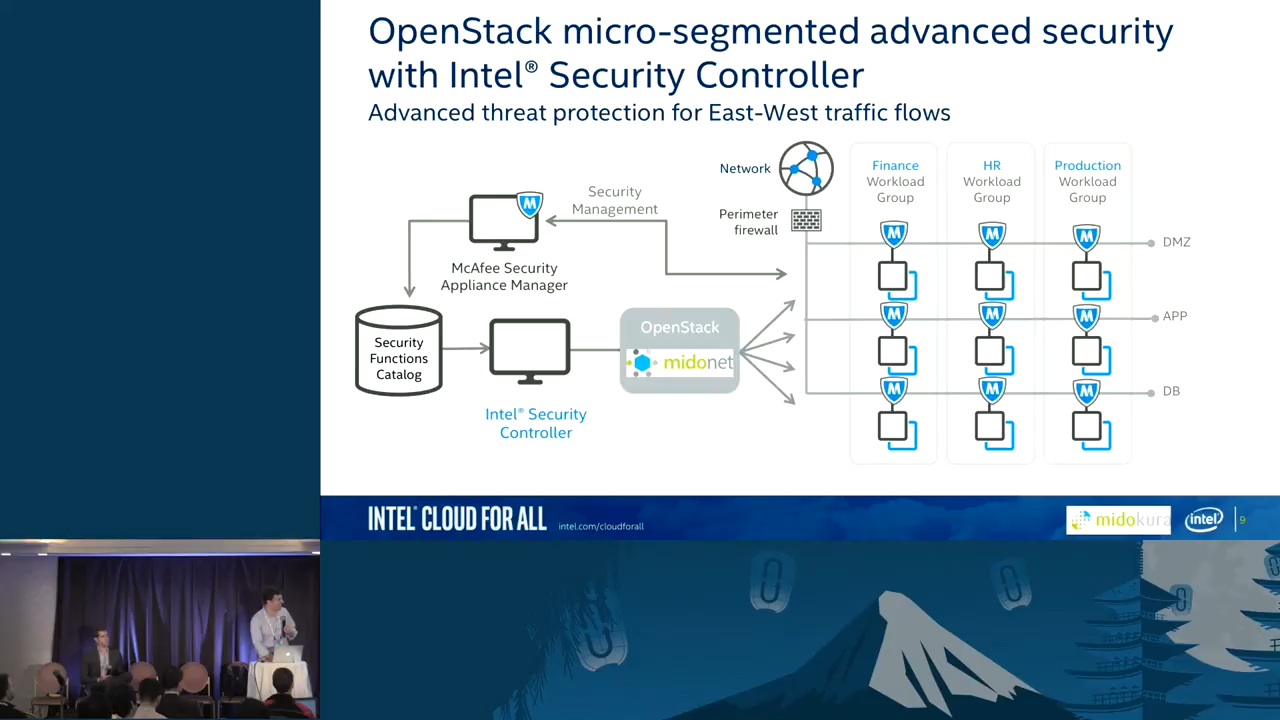 OpenStack micro-segmented advanced security
with Intel® Security Controller
Advanced threat protection for East-West traffic flows
Network
Perimeter
firewall
Security
Management
McAfee Security
Appliance Manager
Security
Functions
Catalog
Intel® Security
Controller
OpenStack
midonet
Finance
Workload
Group
HR
Workload
Group
Production
Workload
Group
DMZ
APP
DB
INTEL® CLOUD FOR ALL
intel.com/cloudforall
midokura
intel
9